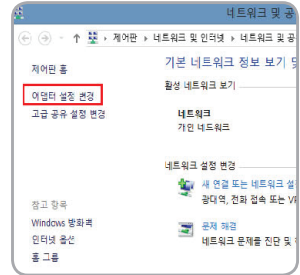 네트워크 및 공
제어판 ▸ 네트워크 및 인터넷 ▸ 네트워크 및 공
제어판 홈
어댑터 설정 변경
고급 공유 설정 변경
기본 네트워크 정보 보기 및
활성 네트워크 보기
네트워크
개인 네트워크
네트워크 설정 변경
새 연결 또는 네트워크 설
광대역, 전화 접속 또는 VP
문제 해결
네트워크 문제를 진단 및
참고 항목
Windows 방화벽
인터넷 옵션
홈 그룹